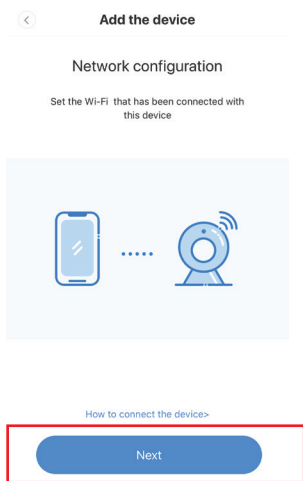 Add the device
Network configuration
Set the Wi-Fi that has been connected with
this device
How to connect the device>
Next